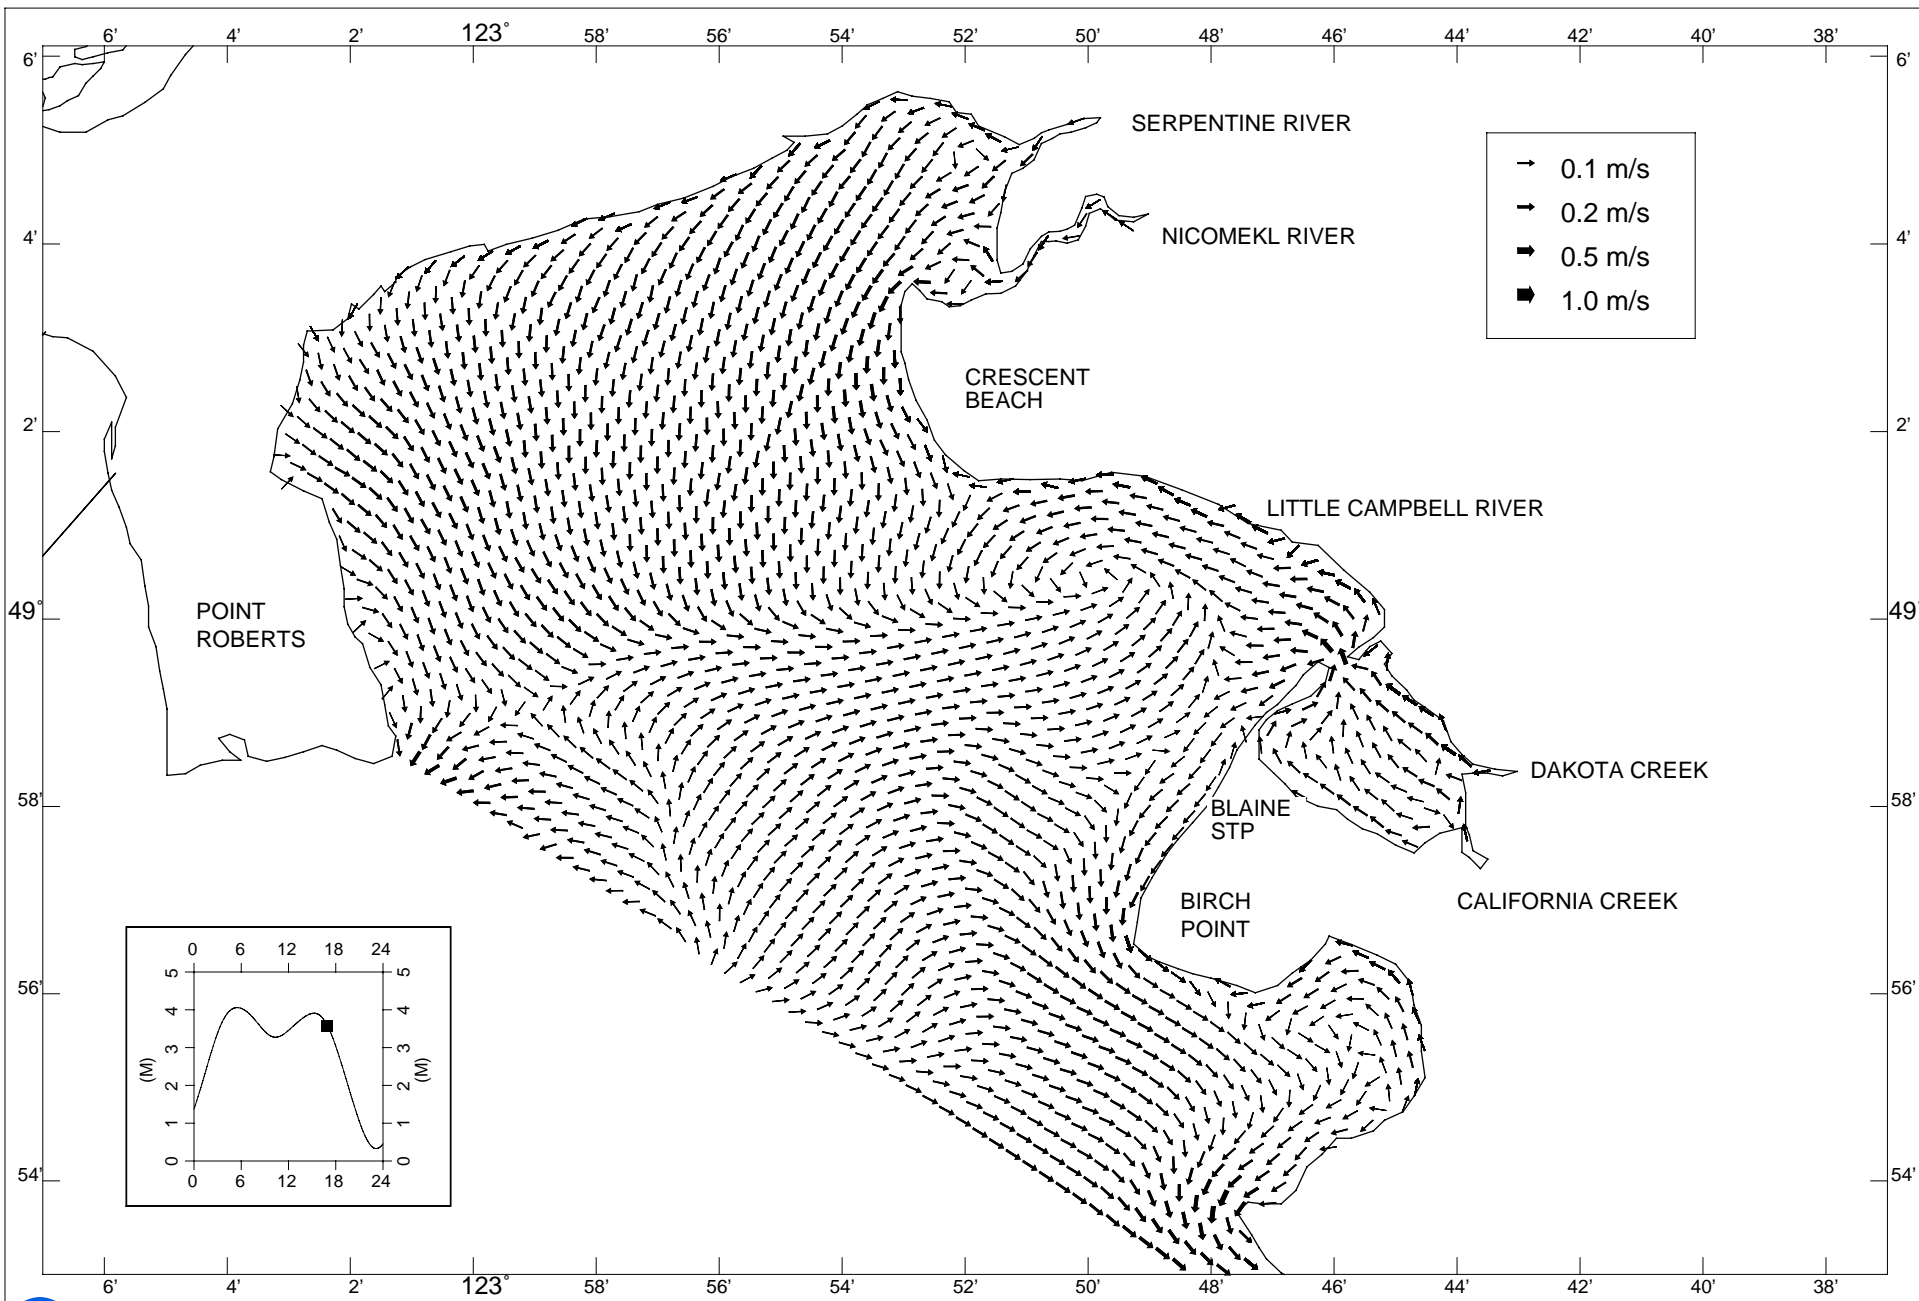 6' 4' 2' 123° 58' 56' 54' 52' 50' 48' 46' 44' 42' 40' 38'
6' 6'
SERPENTINE RIVER
0.1 m/s
0.2 m/s
NICOMEKL RIVER
4' 4'
0.5 m/s
1.0 m/s
CRESCENT
BEACH
2' 2'
LITTLE CAMPBELL RIVER
49° 49°
POINT
ROBERTS
DAKOTA CREEK
58' 58'
BLAINE
STP
BIRCH
POINT
CALIFORNIA CREEK
0 6 12 18 24
5 5
4 4
56' 56'
3 3
(M) (M)
2 2
1 1
0 0
0 6 12 18 24
54' 54'
6' 4' 2' 123° 58' 56' 54' 52' 50' 48' 46' 44' 42' 40' 38'